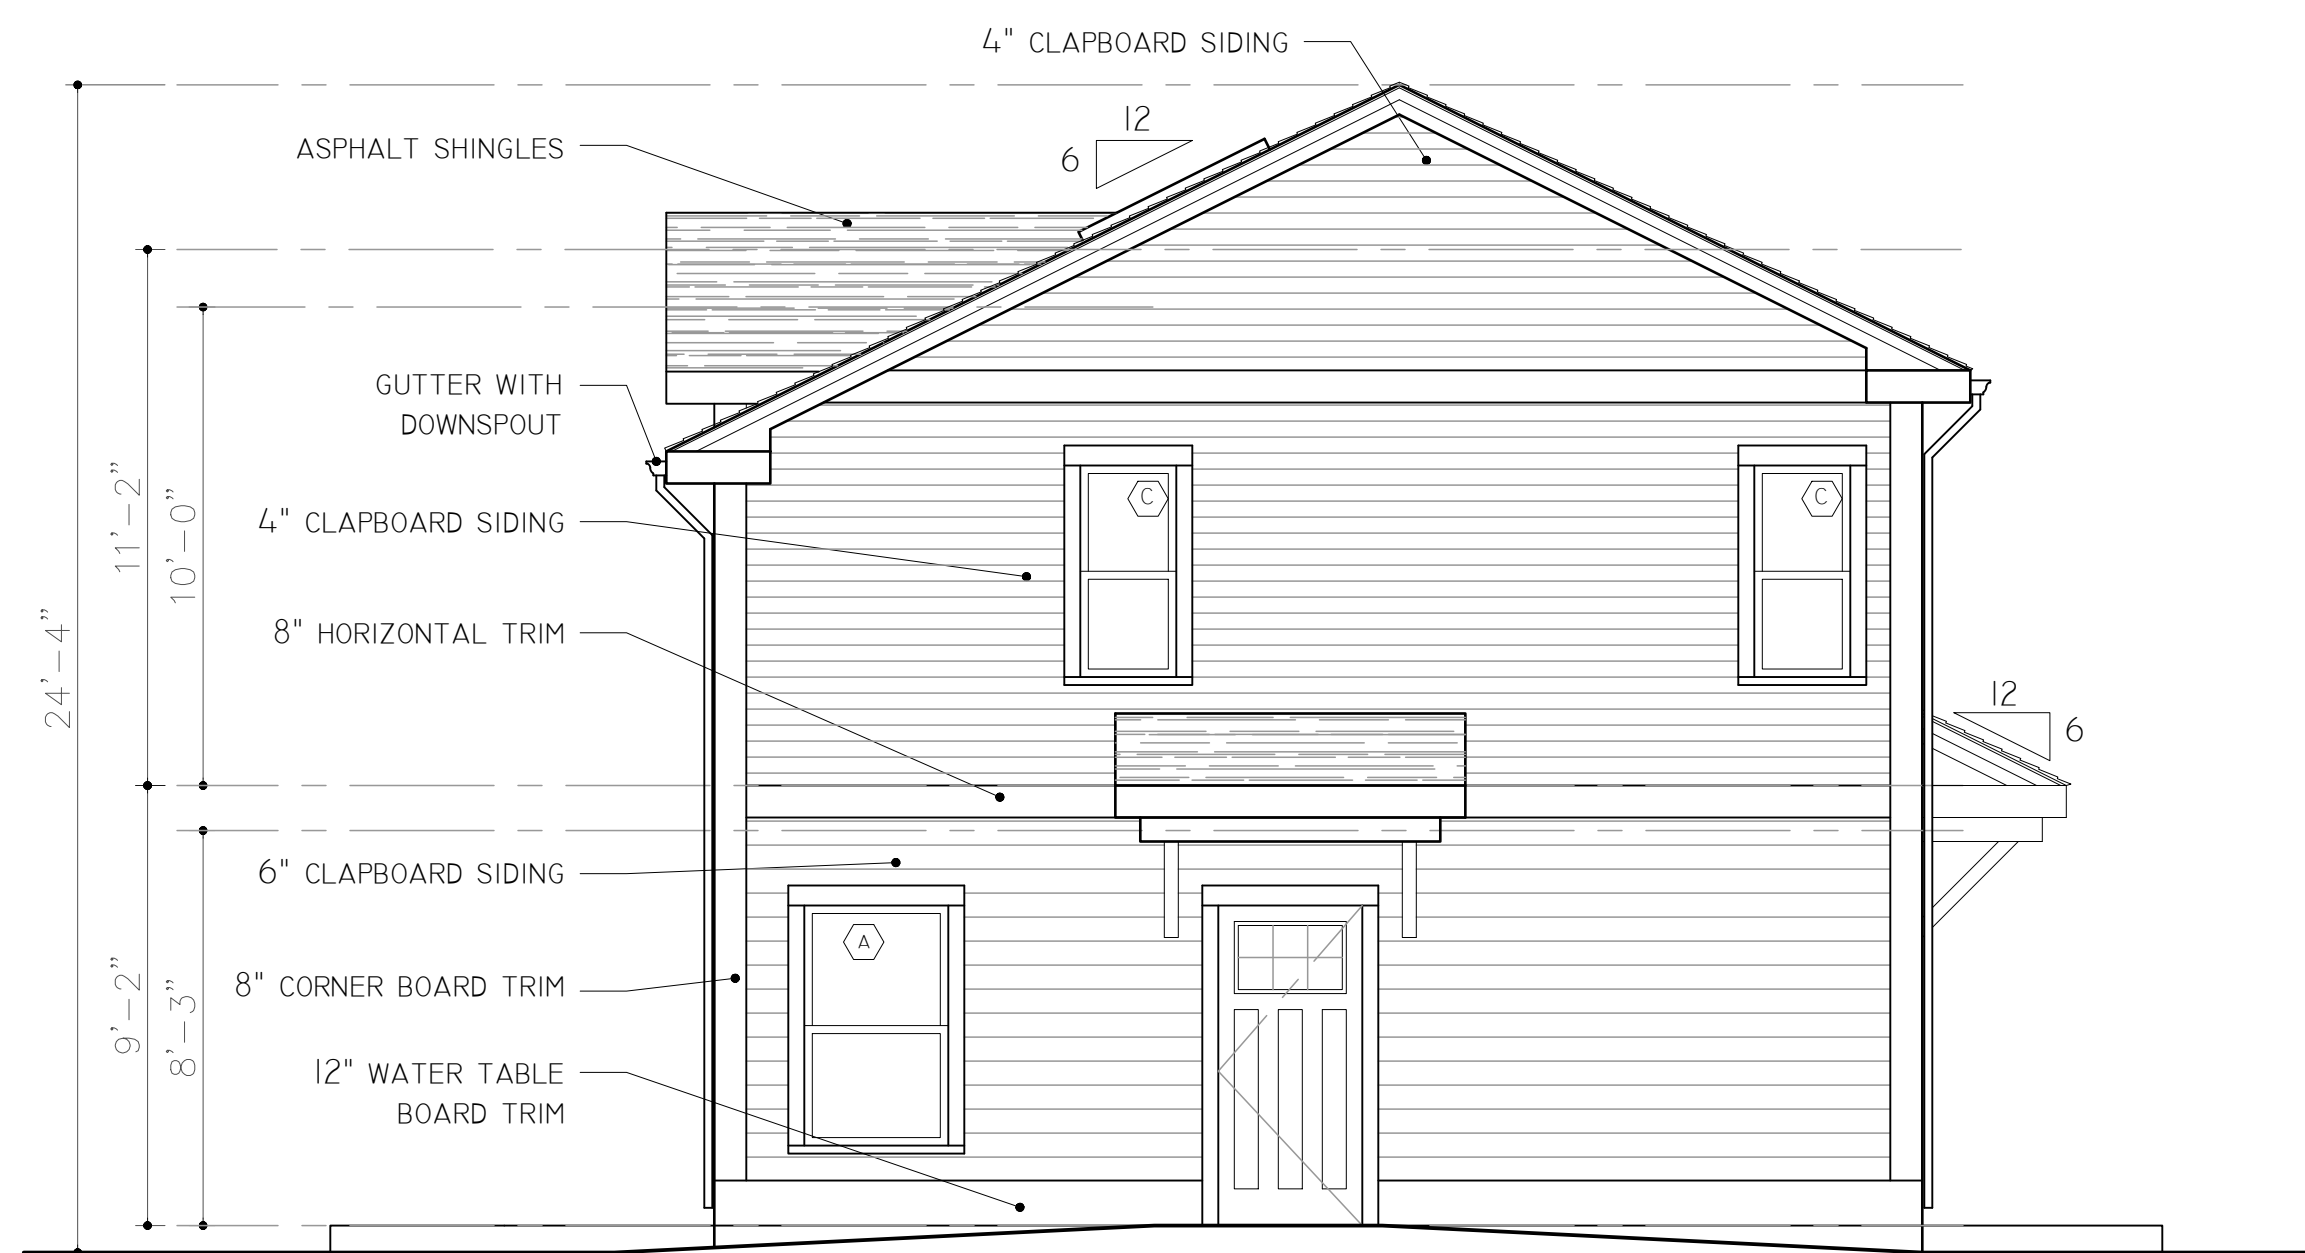 4" CLAPBOARD SIDING
12
6
ASPHALT SHINGLES
GUTTER WITH
DOWNSPOUT
11'-2"
10'-0"
C
C
4" CLAPBOARD SIDING
24'-4"
8" HORIZONTAL TRIM
12
6
6" CLAPBOARD SIDING
A
9'-2"
8'-3"
8" CORNER BOARD TRIM
12" WATER TABLE
BOARD TRIM